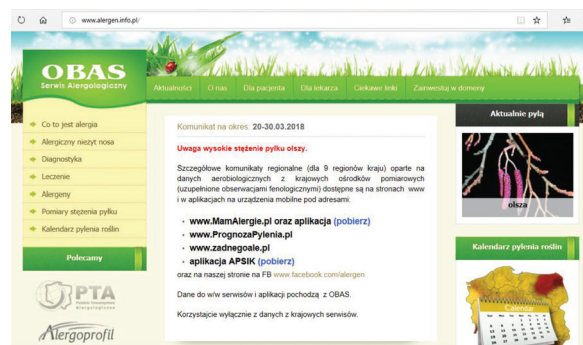 www.alergen.info.pl/
OBAS
Serwis Alergologiczny
Aktualności O nas Dla pacjenta Dla lekarza Ciekawe linki Zainwestuj w domeny
Co to jest alergia
Alergiczny nieżyt nosa
Diagnostyka
Leczenie
Alergeny
Pomiary stężenia pyłku
Kalendarz pylenia roślin
Polecamy
PTA
Alergoprofil
Komunikat na okres: 20-30.03.2018
Uwaga wysokie stężenie pyłku olszy.
Szczegółowe komunikaty regionalne (dla 9 regionów kraju) oparte na
danych aerobiologicznych z krajowych ośrodków pomiarowych
(uzupełnione obserwacjami fenologicznymi) dostępne są na stronach www
i w aplikacjach na urządzenia mobilne pod adresami:
www.MamAlergie.pl oraz aplikacja (pobierz)
www.PrognozaPylenia.pl
www.zadnegoale.pl
aplikacja APSIK (pobierz)
oraz na naszej stronie na FB www.facebook.com/alergen
Dane do w/w serwisów i aplikacji pochodzą z OBAS.
Korzystajcie wyłącznie z danych z krajowych serwisów.
Aktualnie pylą
olsza
Kalendarz pylenia roślin
Calendar